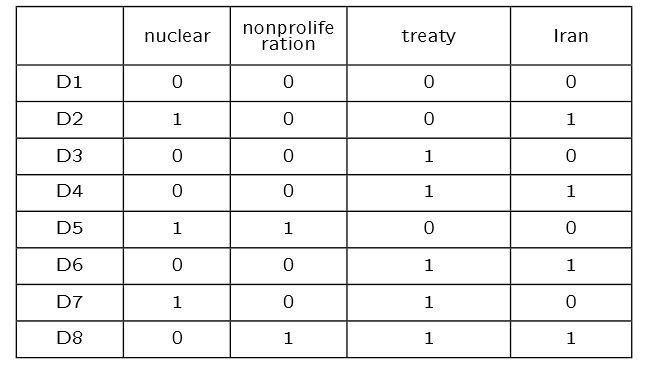 nuclear nonprolife ration treaty Iran
D1 0 0 0 0
D2 1 0 0 1
D3 0 0 1 0
D4 0 0 1 1
D5 1 1 0 0
D6 0 0 1 1
D7 1 0 1 0
D8 0 1 1 1